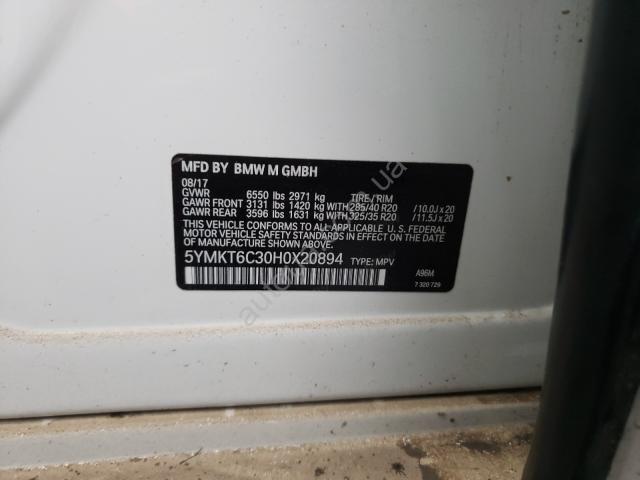 MFD BY BMW M GMBH
08/17
GVWR 6550 lbs 2971 kg TIRE/RIM
GAWR FRONT 3131 lbs 1420 kg WITH 285/40 R20 /10.0J x 20
GAWR REAR 3596 lbs 1631 kg WITH 325/35 R20 /11.5J x 20
THIS VEHICLE CONFORMS TO ALL APPLICABLE U.S. FEDERAL
MOTOR VEHICLE SAFETY STANDARDS IN EFFECT ON THE
DATE OF MANUFACTURE SHOWN ABOVE.
5YMKT6C30H0X20894 TYPE: MPV
A96M
7 320 729